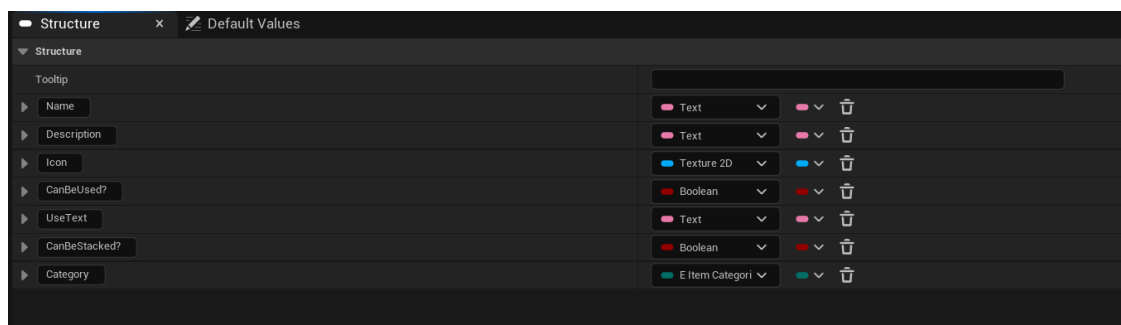 Structure Default Values
Structure
Tooltip
Name Text
Description Text
Icon Texture 2D
CanBeUsed? Boolean
UseText Text
CanBeStacked? Boolean
Category E Item Categori